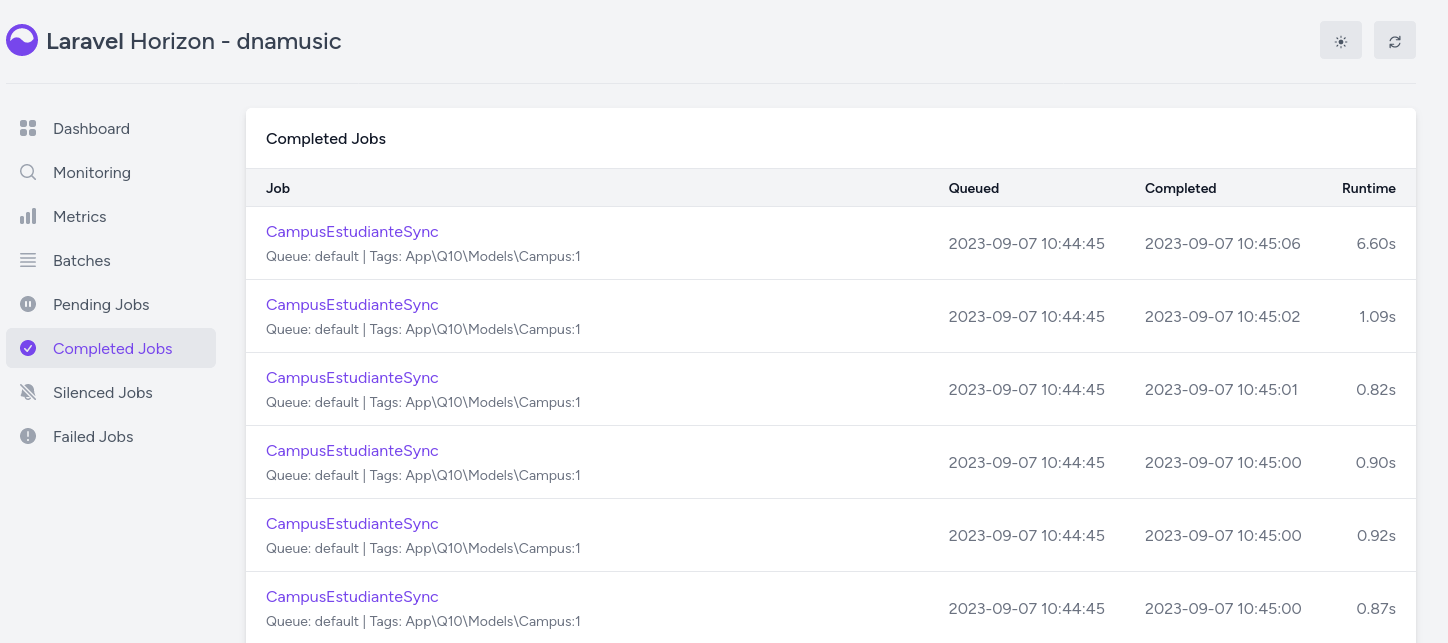 Laravel Horizon - dnamusic
Dashboard
Monitoring
Metrics
Batches
Pending Jobs
Completed Jobs
Silenced Jobs
Failed Jobs
Completed Jobs
Job Queued Completed Runtime
CampusEstudianteSync
Queue: default | Tags: App\Q10\Models\Campus:1
2023-09-07 10:44:45 2023-09-07 10:45:06 6.60s
CampusEstudianteSync
Queue: default | Tags: App\Q10\Models\Campus:1
2023-09-07 10:44:45 2023-09-07 10:45:02 1.09s
CampusEstudianteSync
Queue: default | Tags: App\Q10\Models\Campus:1
2023-09-07 10:44:45 2023-09-07 10:45:01 0.82s
CampusEstudianteSync
Queue: default | Tags: App\Q10\Models\Campus:1
2023-09-07 10:44:45 2023-09-07 10:45:00 0.90s
CampusEstudianteSync
Queue: default | Tags: App\Q10\Models\Campus:1
2023-09-07 10:44:45 2023-09-07 10:45:00 0.92s
CampusEstudianteSync
Queue: default | Tags: App\Q10\Models\Campus:1
2023-09-07 10:44:45 2023-09-07 10:45:00 0.87s